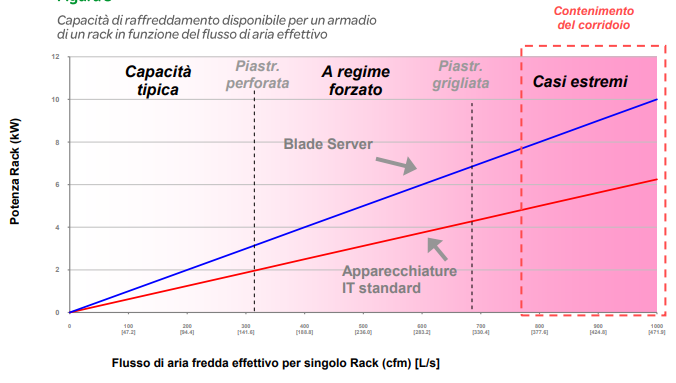 Capacità di raffreddamento disponibile per un armadio
di un rack in funzione del flusso di aria effettivo
Contenimento
del corridoio
12
10
8
6
4
2
0
Potenza Rack (kW)
Capacità
tipica
Piastr.
perforata
A regime
forzato
Piastr.
grigliata
Casi estremi
Blade Server
Apparecchiature
IT standard
0 100 200 300 400 500 600 700 800 900 1000
[47.2] [94.4] [141.6] [188.8] [236.0] [283.2] [330.4] [377.6] [424.8] [471.9]
Flusso di aria fredda effettivo per singolo Rack (cfm) [L/s]